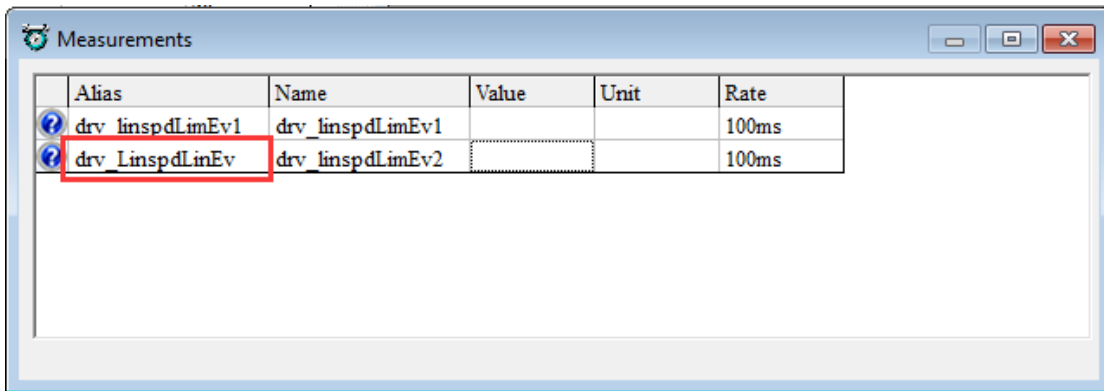 Measurements
Alias Name Value Unit Rate
drv_linspdLimEv1 drv_linspdLimEv1 100ms
drv_LinspdLinEv drv_linspdLimEv2 100ms